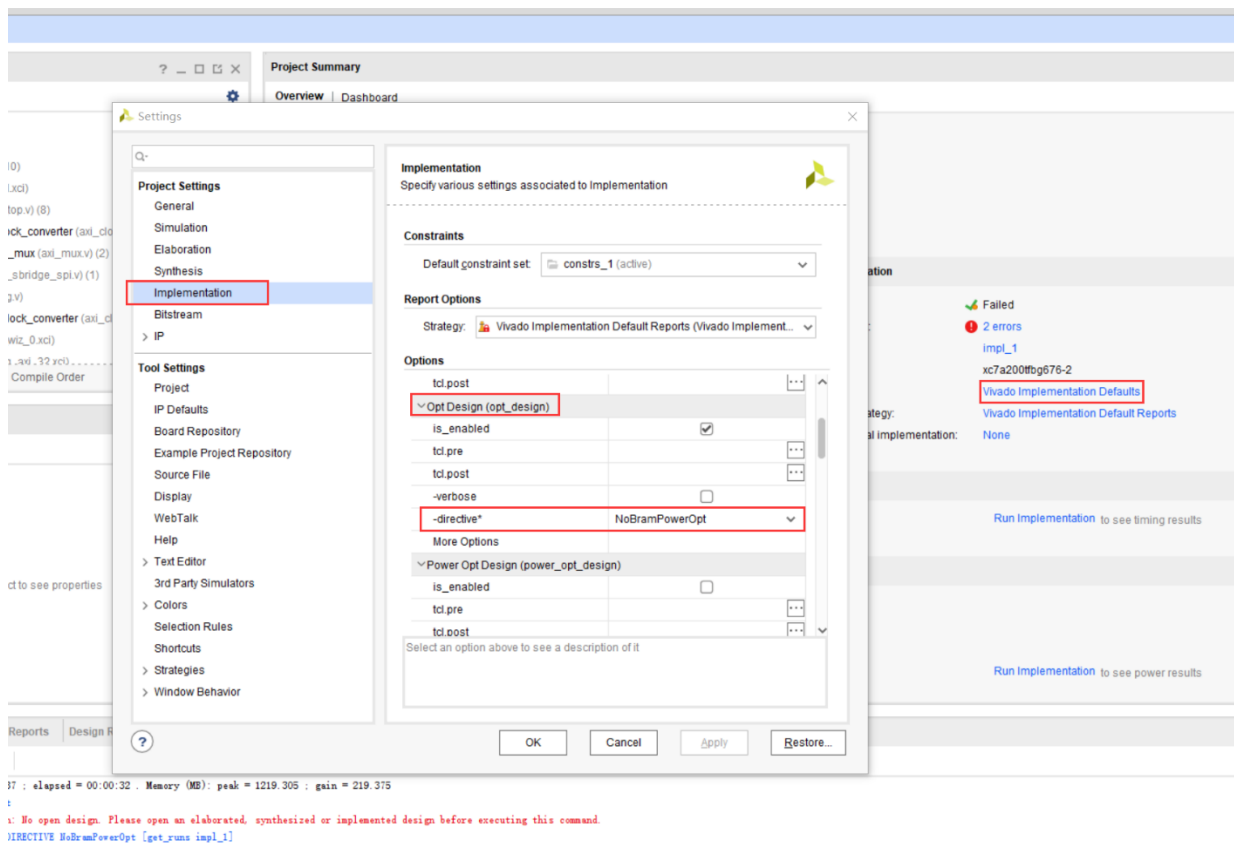 Project Summary
Overview | Dashboard
Settings
10)
l.xci)
top.v) (8)
ock_converter (axi_clo
_mux (axi_mux.v) (2)
_sbridge_spi.v) (1)
g.v)
lock_converter (axi_cl
wiz_0.xci)
Compile Order
ct to see properties
Reports
Design R
Project Settings
General
Simulation
Elaboration
Synthesis
Implementation
Bitstream
> IP
Tool Settings
Project
IP Defaults
Board Repository
Example Project Repository
Source File
Display
WebTalk
Help
> Text Editor
3rd Party Simulators
> Colors
Selection Rules
Shortcuts
> Strategies
> Window Behavior
Implementation
Specify various settings associated to Implementation
Constraints
Default constraint set: constrs_1 (active)
Report Options
Strategy: Vivado Implementation Default Reports (Vivado Implement...
Options
tcl.post
Opt Design (opt_design)
is_enabled
tcl.pre
tcl.post
-verbose
-directive* NoBramPowerOpt
More Options
Power Opt Design (power_opt_design)
is_enabled
tcl.pre
tcl.post
Select an option above to see a description of it
OK
Cancel
Apply
Restore...
ation
Failed
2 errors
impl_1
xc7a200tfbg676-2
Vivado Implementation Defaults
ategy: Vivado Implementation Default Reports
al implementation: None
Run Implementation to see timing results
Run Implementation to see power results
37 ; elapsed = 00:00:32 . Memory (MB): peak = 1219.305 ; gain = 219.375
: No open design. Please open an elaborated, synthesized or implemented design before executing this command.
DIRECTIVE NoBramPowerOpt [get_runs impl_1]